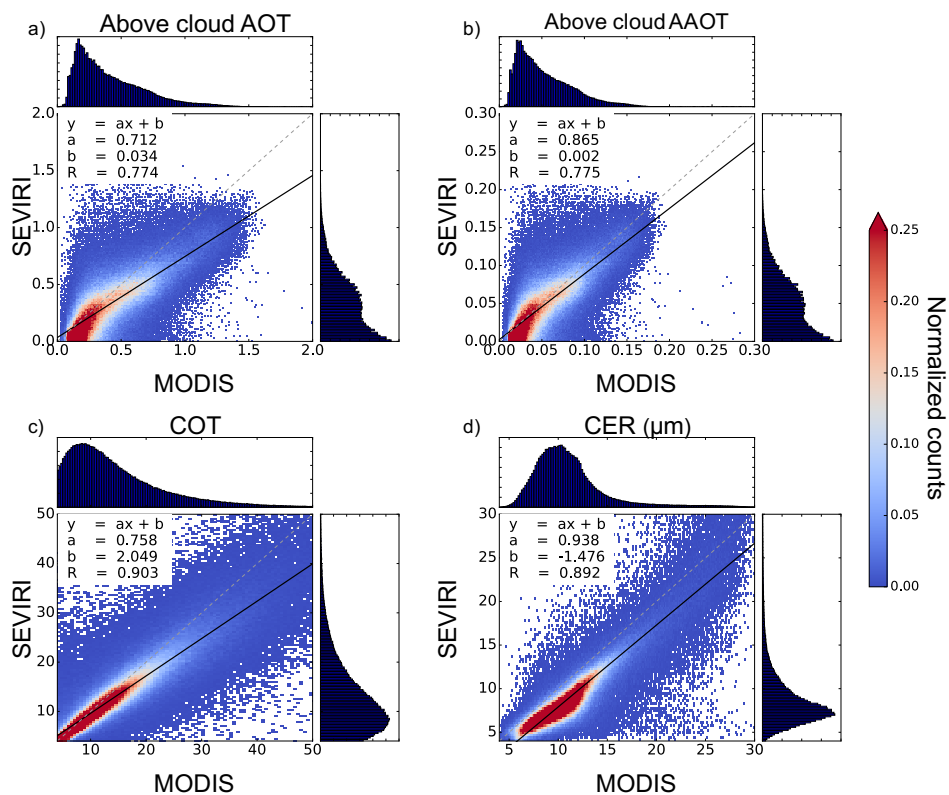 a) Above cloud AOT
2.0
1.5
1.0
0.5
0.0
SEVIRI
y = ax + b
a = 0.712
b = 0.034
R = 0.774
0.0 0.5 1.0 1.5 2.0
MODIS
b) Above cloud AAOT
0.30
0.25
0.20
0.15
0.10
0.05
0.00
SEVIRI
y = ax + b
a = 0.865
b = 0.002
R = 0.775
0.00 0.05 0.10 0.15 0.20 0.25 0.30
MODIS
c) COT
50
40
30
20
10
SEVIRI
y = ax + b
a = 0.758
b = 2.049
R = 0.903
10 20 30 40 50
MODIS
d) CER (μm)
30
25
20
15
10
5
SEVIRI
y = ax + b
a = 0.938
b = -1.476
R = 0.892
5 10 15 20 25 30
MODIS
0.25
0.20
0.15
0.10
0.05
0.00
Normalized counts